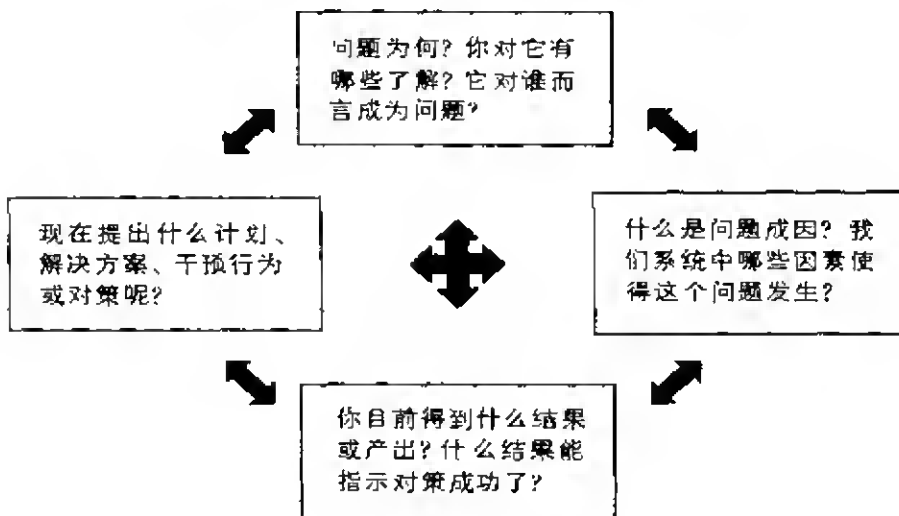 问题为何？你对它有
哪些了解？它对谁而
言成为问题？
现在提出什么计划、
解决方案、干预行为
或对策呢？
什么是问题成因？我
们系统中哪些因素使
得这个问题发生？
你目前得到什么结果
或产出？什么结果能
指示对策成功了？